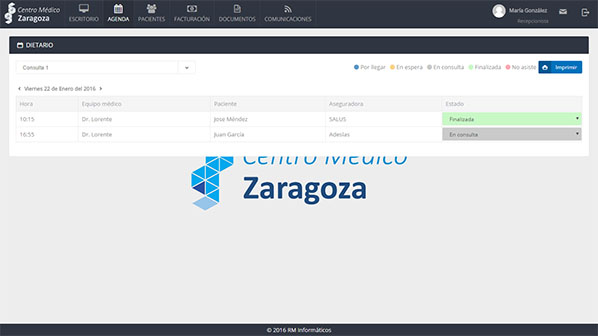 Centro Médico
Zaragoza
ESCRITORIO
AGENDA
PACIENTES
FACTURACIÓN
DOCUMENTOS
COMUNICACIONES
María González
Recepcionista
DIETARIO
Consulta 1
Por llegar
En espera
En consulta
Finalizada
No asiste
Imprimir
Viernes 22 de Enero del 2016
Hora Equipo médico Paciente Aseguradora Estado
10:15 Dr. Lorente Jose Méndez SALUS Finalizada
16:55 Dr. Lorente Juan García Adeslas En consulta
Centro Médico
Zaragoza
© 2016 RM Informáticos